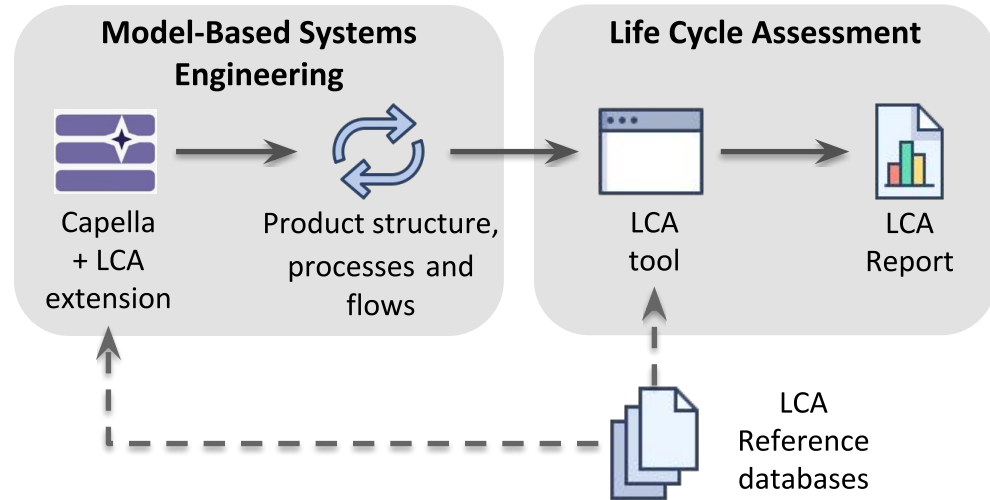 Model-Based Systems
Engineering
Life Cycle Assessment
Capella
+ LCA
extension
Product structure,
processes and
flows
LCA
tool
LCA
Report
LCA
Reference
databases